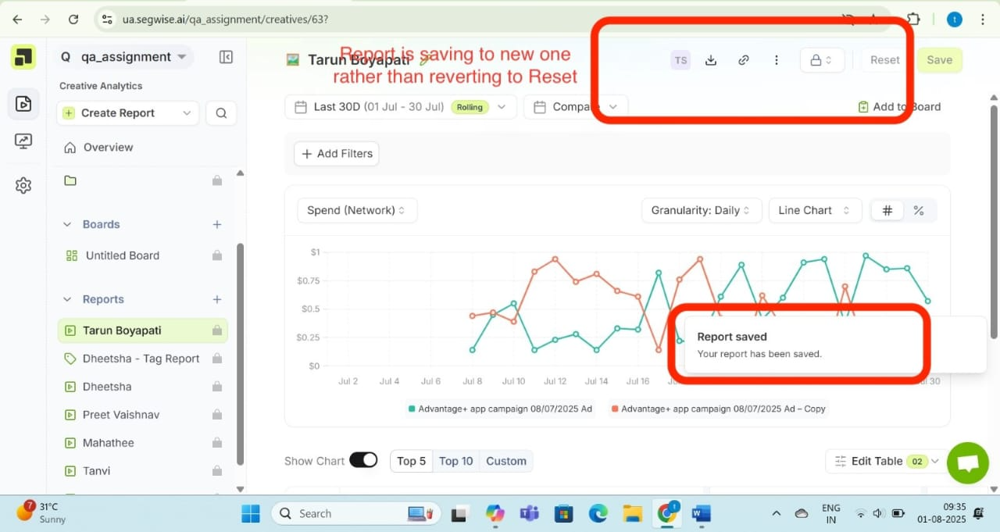 ua.segwise.ai/qa_assignment/creatives/63?
t
Q qa_assignment
Creative Analytics
Create Report
Overview
Boards
Untitled Board
Reports
Tarun Boyapati
Dheetsha - Tag Report
Dheetsha
Preet Vaishnav
Mahathee
Tanvi
Tarun Boyapati
Report is saving to new one
rather than reverting to Reset
TS
Reset
Save
Last 30D (01 Jul - 30 Jul) Rolling
Compare
Add to Board
Add Filters
Spend (Network)
Granularity: Daily
Line Chart
# %
$1
$0.75
$0.5
$0.25
$0
Jul 2 Jul 4 Jul 6 Jul 8 Jul 10 Jul 12 Jul 14 Jul 16 Jul 30
Report saved
Your report has been saved.
Advantage+ app campaign 08/07/2025 Ad
Advantage+ app campaign 08/07/2025 Ad – Copy
Show Chart
Top 5 Top 10 Custom
Edit Table 02
7
31°C
Sunny
Search
t
ENG
IN
09:35
01-08-2025